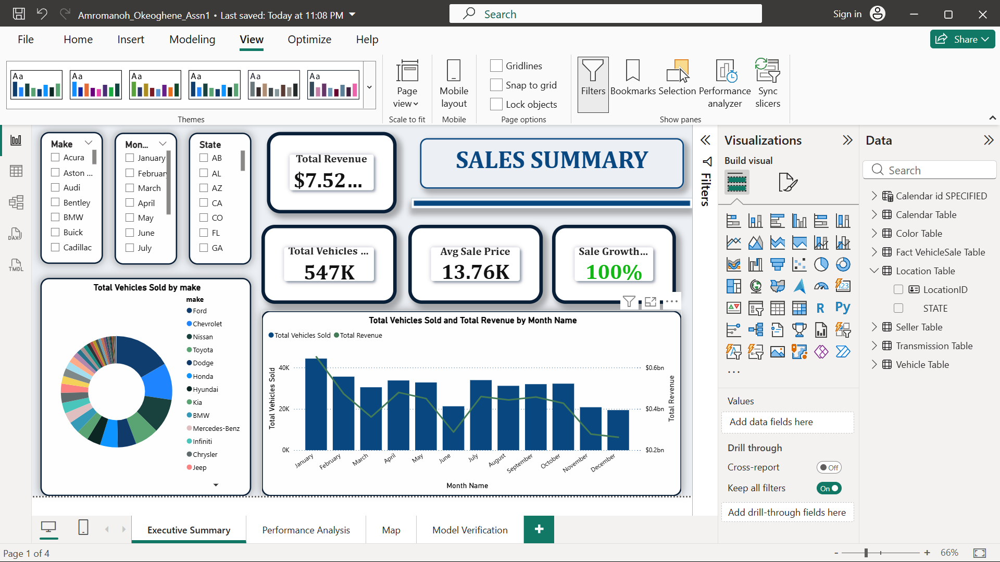 Amromanoh_Okeoghene_Assn1 • Last saved: Today at 11:08 PM
Search
Sign in
File
Home
Insert
Modeling
View
Optimize
Help
Share
Aa
Aa
Aa
Aa
Aa
Aa
Themes
Page view
Scale to fit
Mobile layout
Mobile
Gridlines
Snap to grid
Lock objects
Page options
Filters
Bookmarks
Selection
Performance analyzer
Sync slicers
Show panes
DAX
TMDL
Make
Acura
Aston ...
Audi
Bentley
BMW
Buick
Cadillac
Mon...
January
February
March
April
May
June
July
State
AB
AL
AZ
CA
CO
FL
GA
Total Revenue
$7.52...
SALES SUMMARY
Total Vehicles ...
547K
Avg Sale Price
13.76K
Sale Growth...
100%
Total Vehicles Sold by make
make
Ford
Chevrolet
Nissan
Toyota
Dodge
Honda
Hyundai
Kia
BMW
Mercedes-Benz
Infiniti
Chrysler
Jeep
Total Vehicles Sold and Total Revenue by Month Name
Total Vehicles Sold
Total Revenue
Total Vehicles Sold
40K
20K
0K
$0.6bn
$0.4bn
$0.2bn
Total Revenue
January
February
March
April
May
June
July
August
September
October
November
December
Month Name
Filters
Visualizations
Build visual
123
R
Py
...
Values
Add data fields here
Drill through
Cross-report
Off
Keep all filters
On
Add drill-through fields here
Data
Search
Calendar id SPECIFIED
Calendar Table
Color Table
Fact VehicleSale Table
Location Table
LocationID
STATE
Seller Table
Transmission Table
Vehicle Table
Executive Summary
Performance Analysis
Map
Model Verification
+
Page 1 of 4
-
+
66%